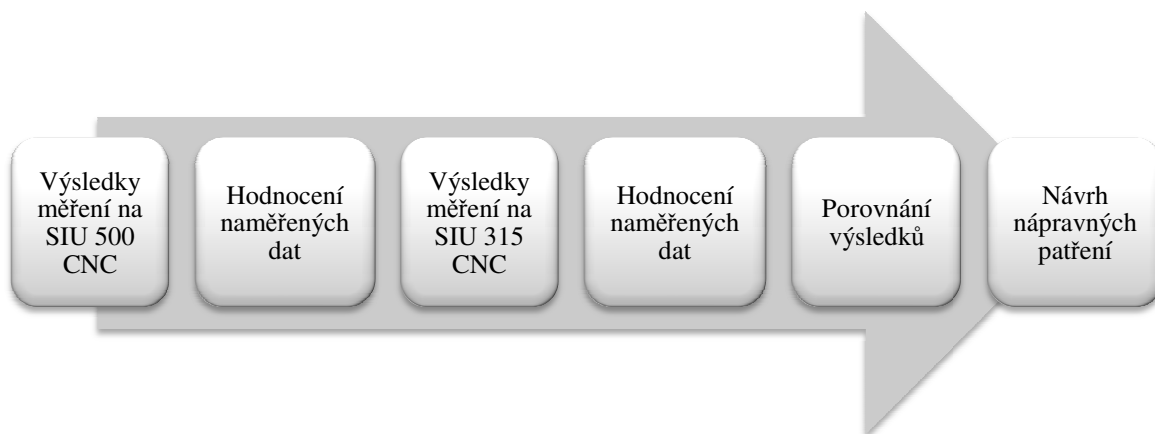 Výsledky
měření na
SIU 500
CNC
Hodnocení
naměřených
dat
Výsledky
měření na
SIU 315
CNC
Hodnocení
naměřených
dat
Porovnání
výsledků
Návrh
nápravných
patření